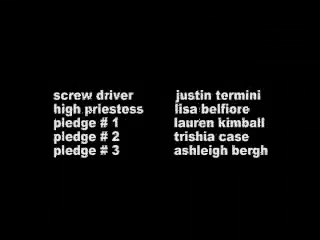 screw driver justin termini
high priestess lisa belfiore
pledge # 1 lauren kimball
pledge # 2 trishia case
pledge # 3 ashleigh bergh